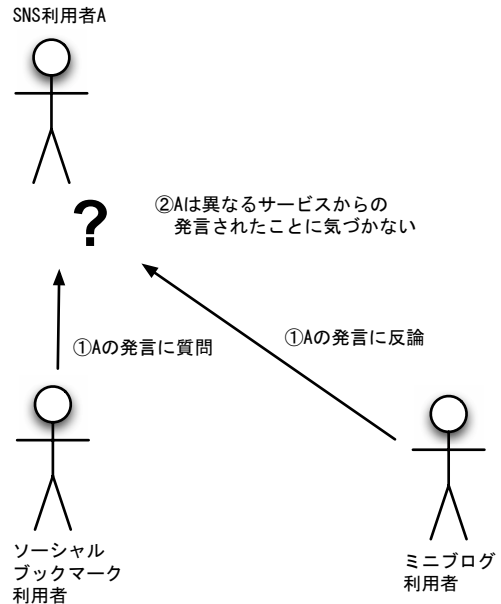 SNS利用者A
?
②Aは異なるサービスからの
発言されたことに気づかない
①Aの発言に質問
①Aの発言に反論
ソーシャル
ブックマーク
利用者
ミニブログ
利用者